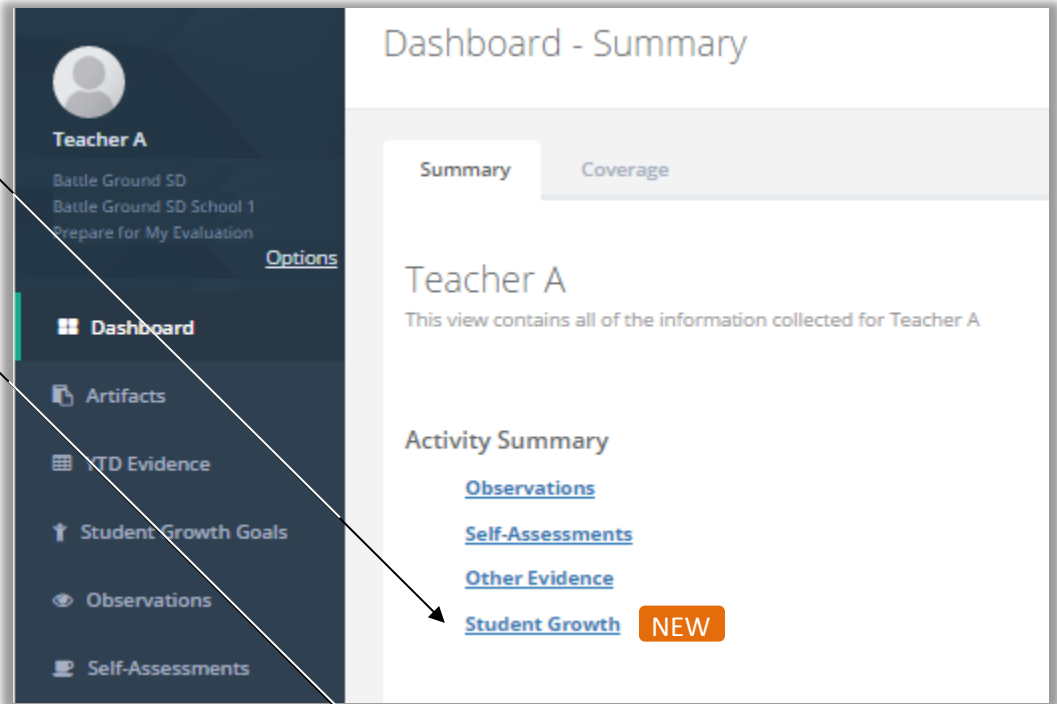 Teacher A
Battle Ground SD
Battle Ground SD School 1
Prepare for My Evaluation
Options
Dashboard
Artifacts
YTD Evidence
Student Growth Goals
Observations
Self-Assessments
Dashboard - Summary
Summary Coverage
Teacher A
This view contains all of the information collected for Teacher A
Activity Summary
Observations
Self-Assessments
Other Evidence
Student Growth NEW